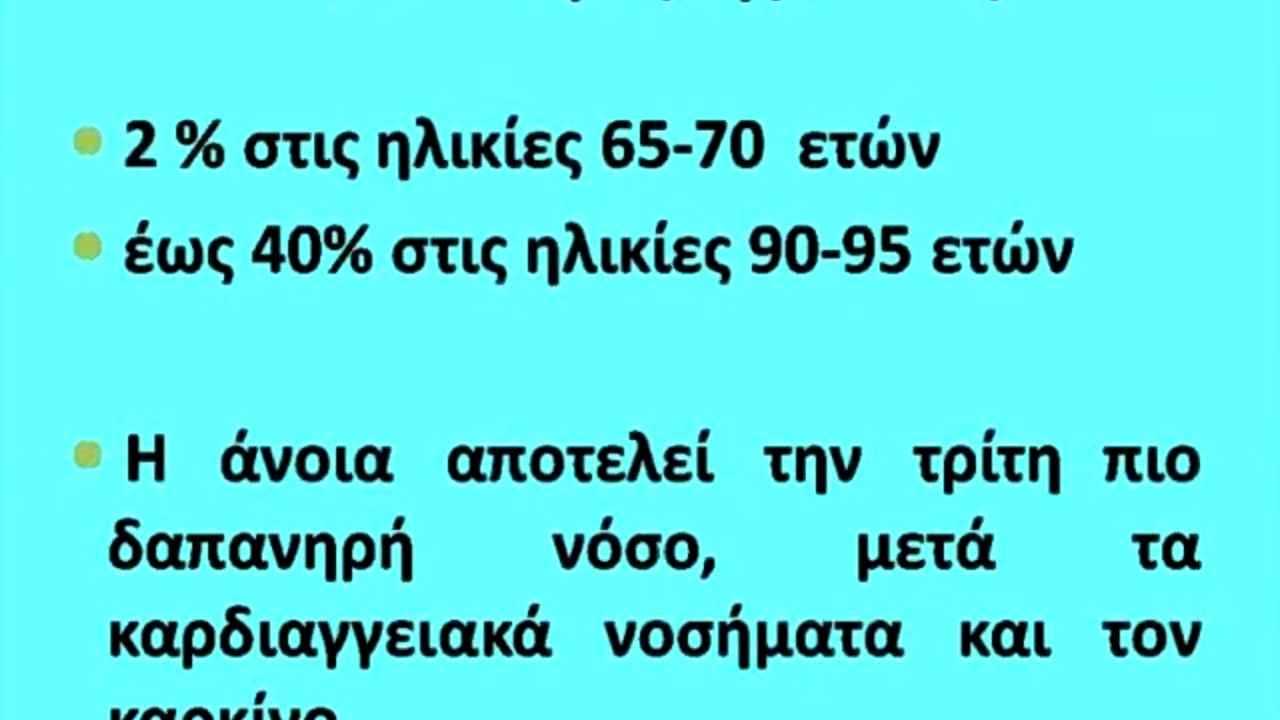 • 2 % στις ηλικίες 65-70 ετών
• έως 40% στις ηλικίες 90-95 ετών
• Η άνοια αποτελεί την τρίτη πιο
δαπανηρή νόσο, μετά τα
καρδιαγγειακά νοσήματα και τον
καρκίνο